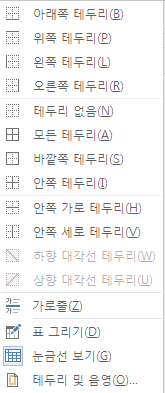 아래쪽 테두리(B)
위쪽 테두리(P)
왼쪽 테두리(L)
오른쪽 테두리(R)
테두리 없음(N)
모든 테두리(A)
바깥쪽 테두리(S)
안쪽 테두리(I)
안쪽 가로 테두리(H)
안쪽 세로 테두리(V)
하향 대각선 테두리(W)
상향 대각선 테두리(U)
가로줄(Z)
표 그리기(D)
눈금선 보기(G)
테두리 및 음영(O)...